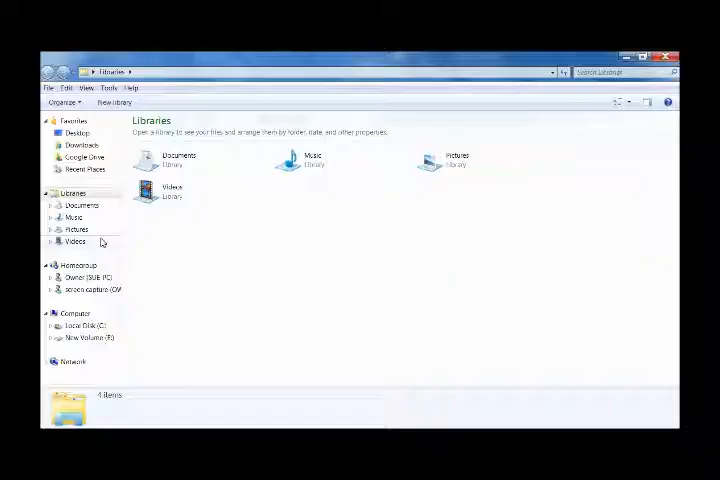 Libraries
Search Libraries
File Edit View Tools Help
Organize New library
Favorites
Desktop
Downloads
Google Drive
Recent Places
Libraries
Documents
Music
Pictures
Videos
Homegroup
Owner (SUE-PC)
screen capture (OW
Computer
Local Disk (C:)
New Volume (F:)
Network
Libraries
Open a library to see your files and arrange them by folder, date, and other properties.
Documents
Library
Music
Library
Pictures
Library
Videos
Library
4 items